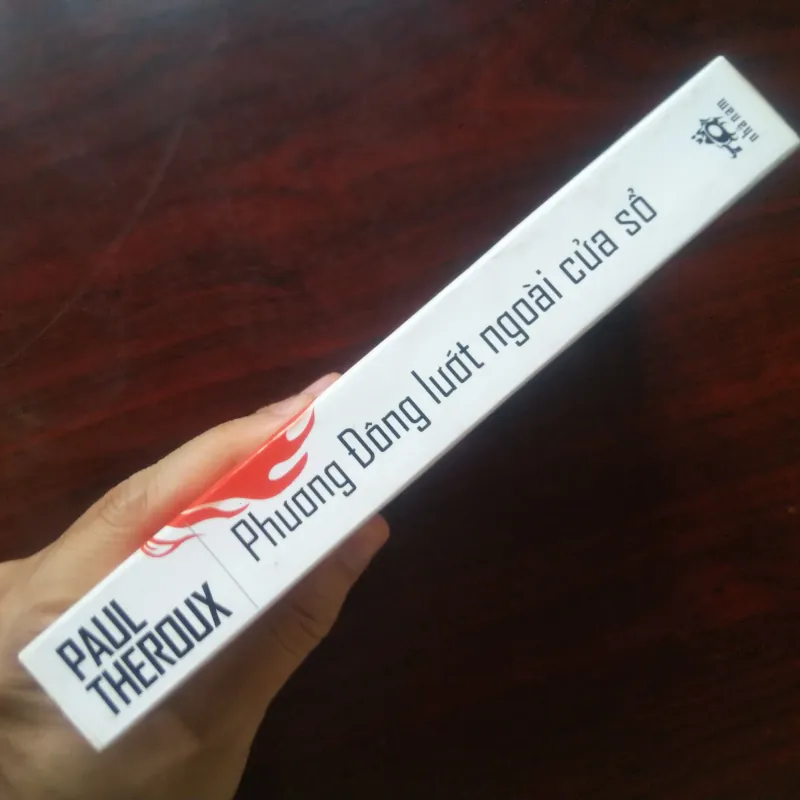 PAUL
THEROUX
Phương Đông lướt ngoài cửa sổ
nhã nam